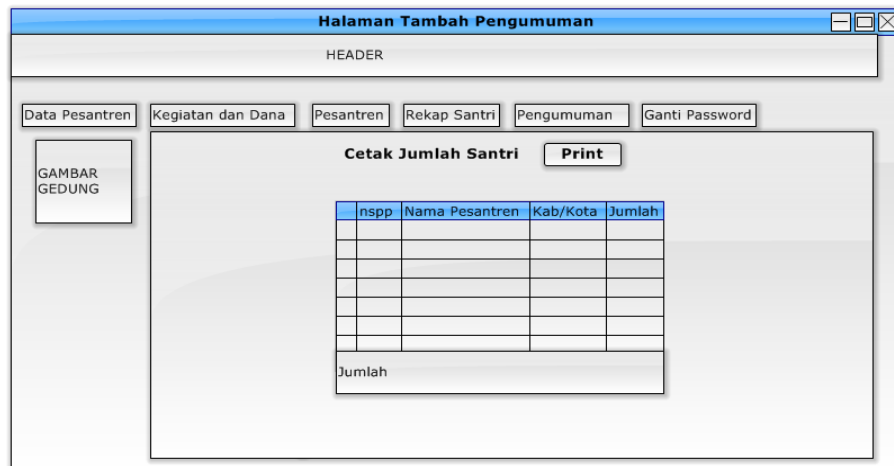 Halaman Tambah Pengumuman
HEADER
Data Pesantren Kegiatan dan Dana Pesantren Rekap Santri Pengumuman Ganti Password
GAMBAR
GEDUNG
Cetak Jumlah Santri Print
nspp Nama Pesantren Kab/Kota Jumlah
Jumlah